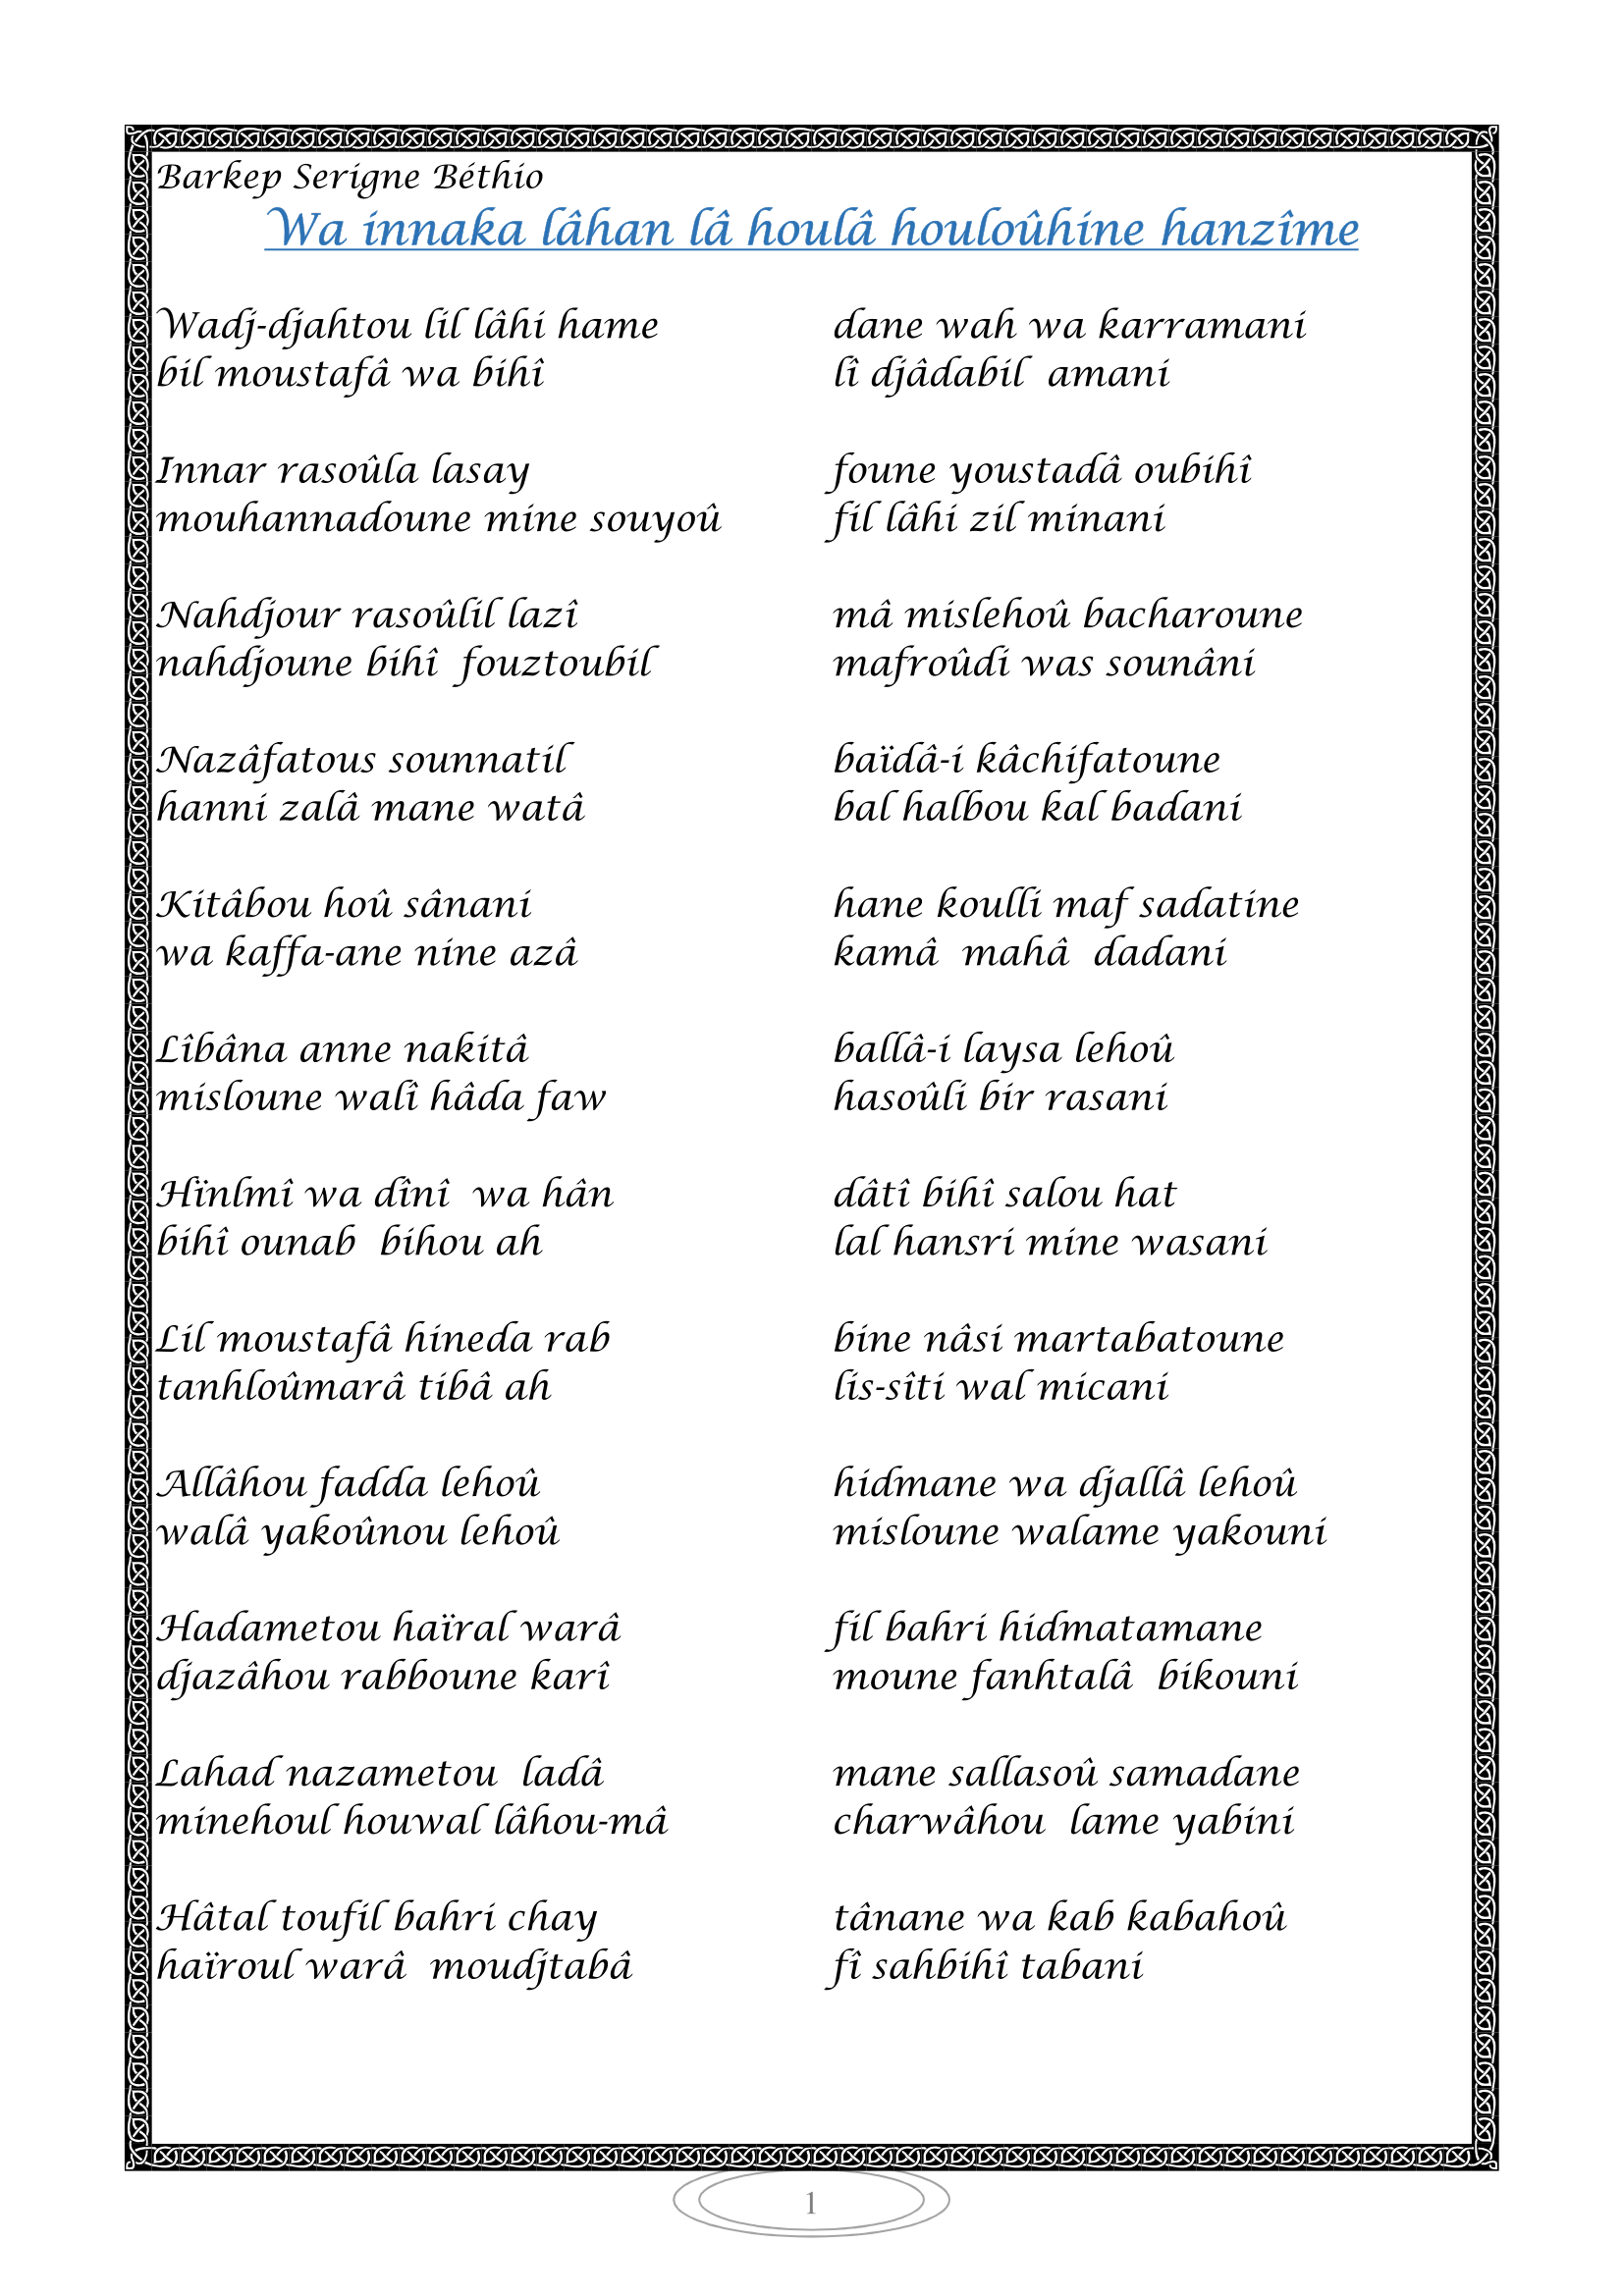 Barkep Serigne Béthio
Wa innaka lâhan lâ houlâ houloûhine hanzîme
Wadj-djahtou lil lâhi hame dane wah wa karramani
bil moustafâ wa bihî lî djâdabil amani
Innar rasoûla lasay foune youstadâ oubihî
mouhannadoune mine souyoû fil lâhi zil minani
Nahdjour rasoûlil lazî mâ mislehoû bacharoune
nahdjoune bihî fouztoubil mafroûdi was sounâni
Nazâfatous sounnatil baïdâ-i kâchifatoune
hanni zalâ mane watâ bal halbou kal badani
Kitâbou hoû sânani hane koulli maf sadatine
wa kaffa-ane nine azâ kamâ mahâ dadani
Lîbâna anne nakitâ ballâ-i laysa lehoû
misloune walî hâda faw hasoûli bir rasani
Hïnlmî wa dînî wa hân dâtî bihî salou hat
bihî ounab bihou ah lal hansri mine wasani
Lil moustafâ hineda rab bine nâsi martabatoune
tanhloûmarâ tibâ ah lis-sîti wal micani
Allâhou fadda lehoû hidmane wa djallâ lehoû
walâ yakoûnou lehoû misloune walame yakouni
Hadametou haïral warâ fil bahri hidmatamane
djazâhou rabboune karî moune fanhtalâ bikouni
Lahad nazametou ladâ mane sallasoû samadane
minehoul houwal lâhou-mâ charwâhou lame yabini
Hâtal toufil bahri chay tânane wa kab kabahoû
haïroul warâ moudjtabâ fî sahbihî tabani
1